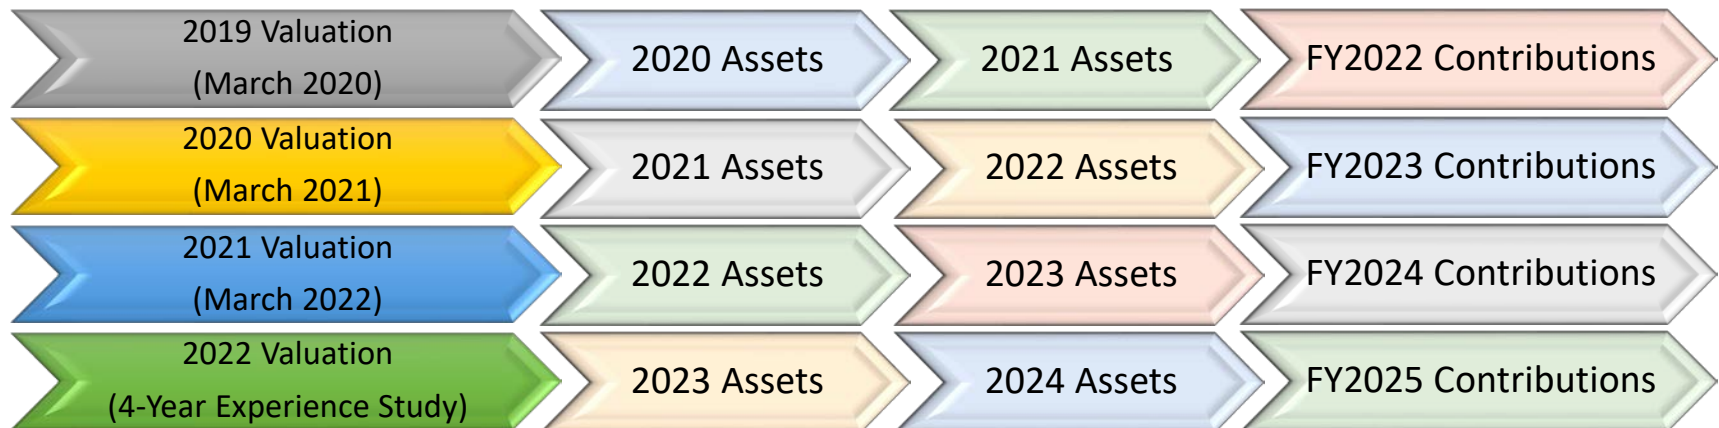 2019 Valuation
(March 2020)
2020 Assets
2021 Assets
FY2022 Contributions
2020 Valuation
(March 2021)
2021 Assets
2022 Assets
FY2023 Contributions
2021 Valuation
(March 2022)
2022 Assets
2023 Assets
FY2024 Contributions
2022 Valuation
(4-Year Experience Study)
2023 Assets
2024 Assets
FY2025 Contributions